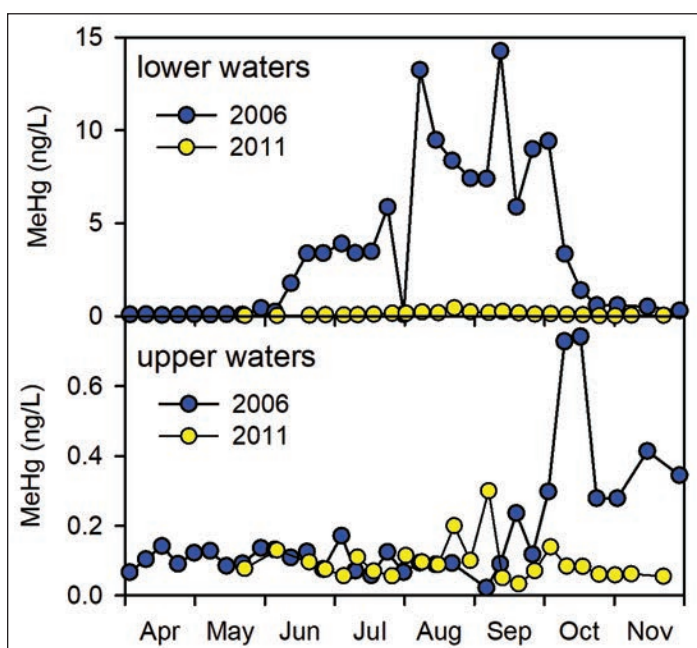 15
lower waters
2006
2011
10
5
0
MeHg (ng/L)
upper waters
2006
2011
0.6
0.4
0.2
0.0
MeHg (ng/L)
Apr May Jun Jul Aug Sep Oct Nov